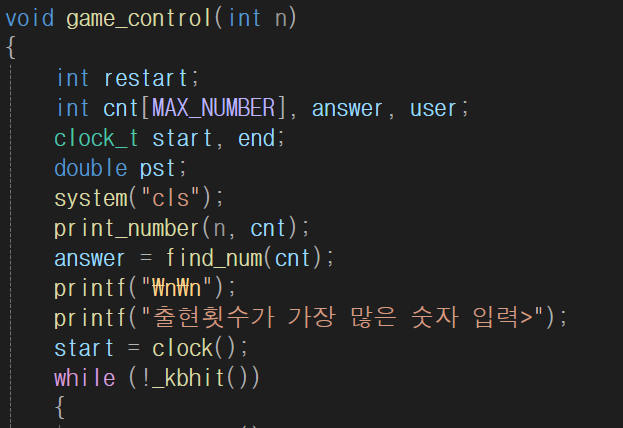 void game_control(int n)
{
int restart;
int cnt[MAX_NUMBER], answer, user;
clock_t start, end;
double pst;
system("cls");
print_number(n, cnt);
answer = find_num(cnt);
printf("₩n₩n");
printf("출현횟수가 가장 많은 숫자 입력>");
start = clock();
while (!_kbhit())
{